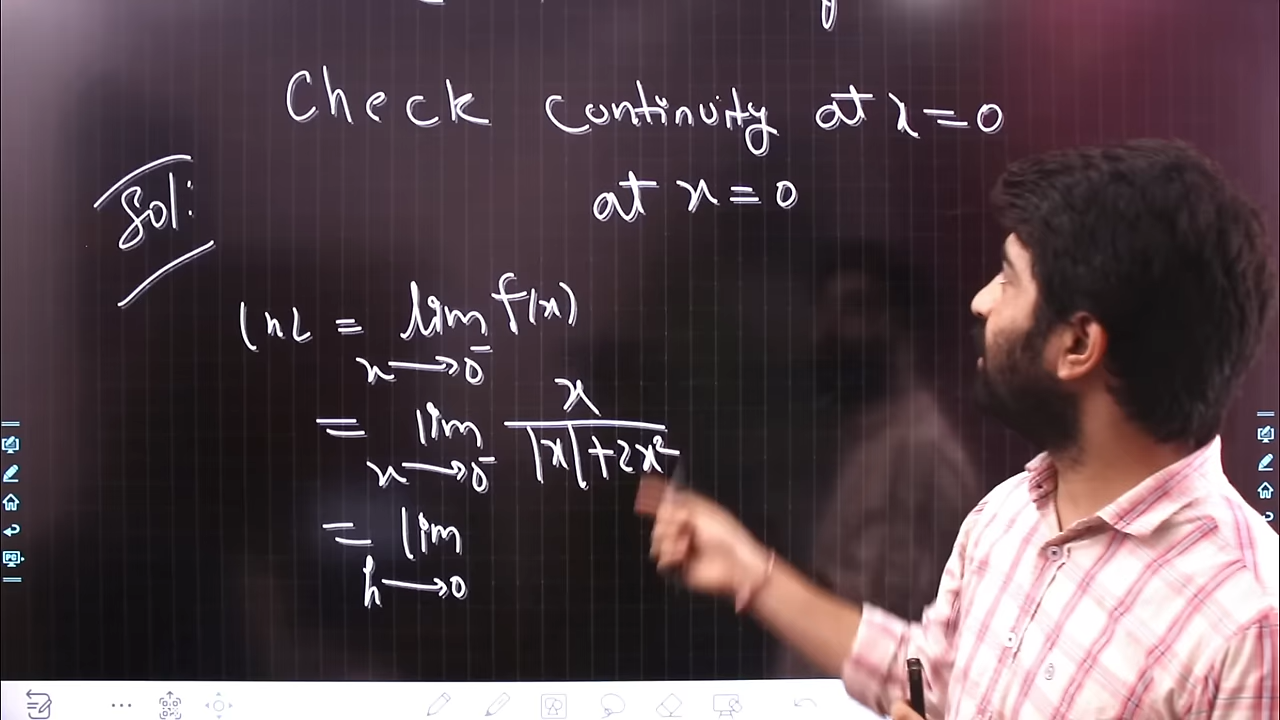 Check continuity at x=0
at x=0
Sol:
LHL = lim f(x)
x→0⁻
= lim x/(|x|+2x²)
x→0⁻
= lim
h→0